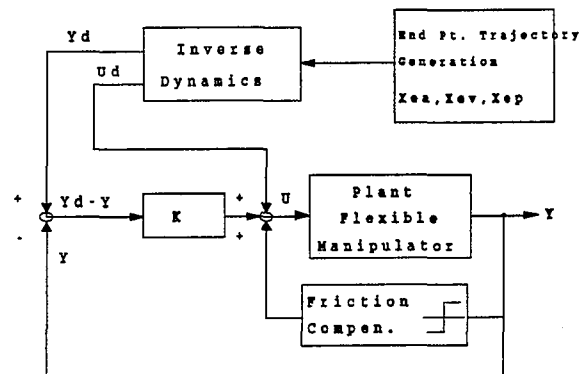 Yd
Inverse
Dynamics
Ud
End Pt. Trajectory
Generation
Xea,Xev,Xep
+
Yd-Y
-
Y
K
+
+
U
Plant
Flexible
Manipulator
Y
Friction
Compen.